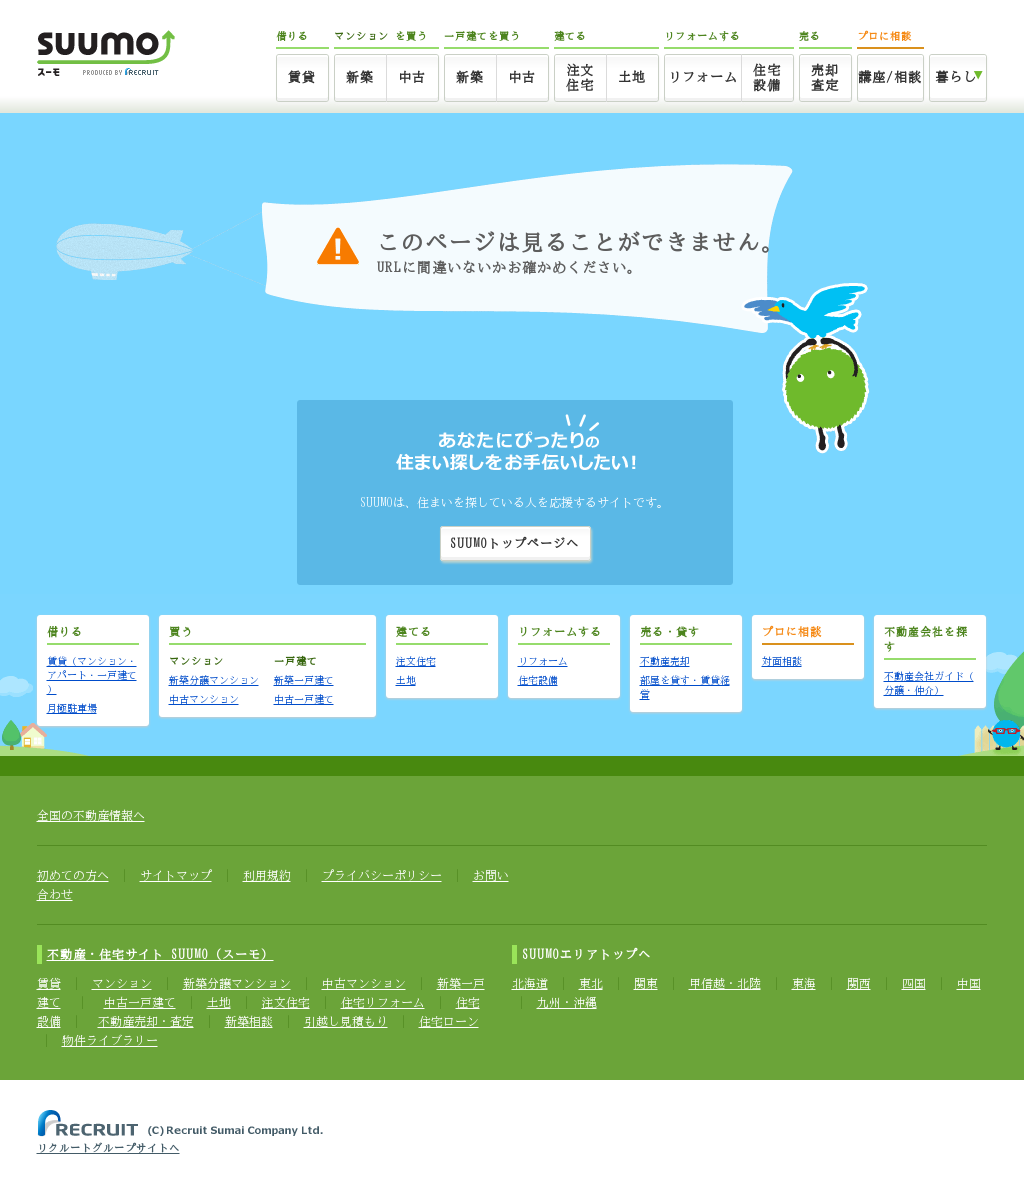 suumo
スーモ
PRODUCED BY RECRUIT
借りる
マンション を買う
一戸建てを買う
建てる
リフォームする
売る
プロに相談
賃貸
新築
中古
新築
中古
注文
住宅
土地
リフォーム
住宅
設備
売却
査定
講座/相談
暮らし
このページは見ることができません。
URLに間違いないかお確かめください。
あなたにぴったりの
住まい探しをお手伝いしたい!
SUUMOは、住まいを探している人を応援するサイトです。
SUUMOトップページへ
借りる
賃貸（マンション・
アパート・一戸建て
）
月極駐車場
買う
マンション
新築分譲マンション
中古マンション
一戸建て
新築一戸建て
中古一戸建て
建てる
注文住宅
土地
リフォームする
リフォーム
住宅設備
売る・貸す
不動産売却
部屋を貸す・賃貸経
営
プロに相談
対面相談
不動産会社を探
す
不動産会社ガイド（
分譲・仲介）
全国の不動産情報へ
初めての方へ ｜ サイトマップ ｜ 利用規約 ｜ プライバシーポリシー ｜ お問い
合わせ
不動産・住宅サイト SUUMO（スーモ）
賃貸 ｜ マンション ｜ 新築分譲マンション ｜ 中古マンション ｜ 新築一戸
建て ｜ 中古一戸建て ｜ 土地 ｜ 注文住宅 ｜ 住宅リフォーム ｜ 住宅
設備 ｜ 不動産売却・査定 ｜ 新築相談 ｜ 引越し見積もり ｜ 住宅ローン
｜ 物件ライブラリー
SUUMOエリアトップへ
北海道 ｜ 東北 ｜ 関東 ｜ 甲信越・北陸 ｜ 東海 ｜ 関西 ｜ 四国 ｜ 中国
｜ 九州・沖縄
RECRUIT (C) Recruit Sumai Company Ltd.
リクルートグループサイトへ